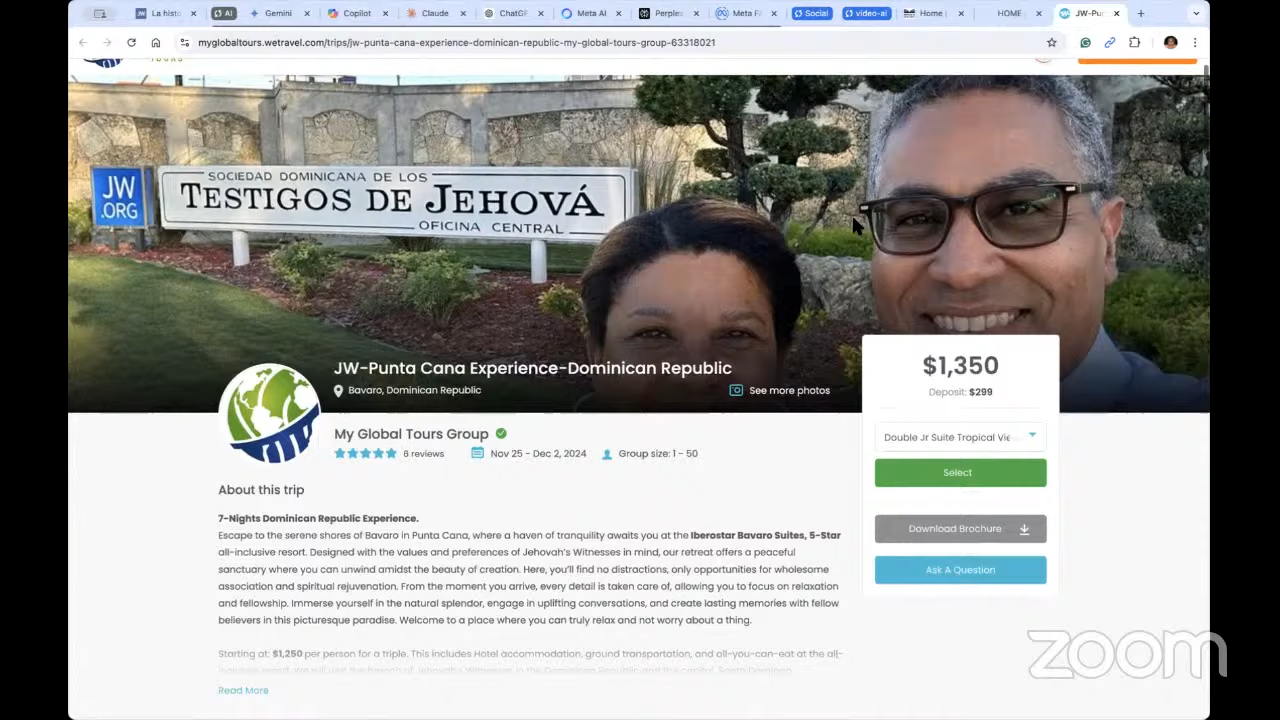 La histo
AI
Gemini
Copilot
Claude
ChatGF
Meta AI
Perplex
Meta FA
Social
video-ai
Home |
HOME
JW-Pun
myglobaltours.wetravel.com/trips/jw-punta-cana-experience-dominican-republic-my-global-tours-group-63318021
TOURS
JW
.ORG
SOCIEDAD DOMINICANA DE LOS
TESTIGOS DE JEHOVÁ
OFICINA CENTRAL
JW-Punta Cana Experience-Dominican Republic
Bavaro, Dominican Republic
See more photos
$1,350
Deposit: $299
Double Jr Suite Tropical Vie
Select
Download Brochure
Ask A Question
My Global Tours Group
6 reviews
Nov 25 - Dec 2, 2024
Group size: 1 - 50
About this trip
7-Nights Dominican Republic Experience.
Escape to the serene shores of Bavaro in Punta Cana, where a haven of tranquility awaits you at the Iberostar Bavaro Suites, 5-Star
all-inclusive resort. Designed with the values and preferences of Jehovah's Witnesses in mind, our retreat offers a peaceful
sanctuary where you can unwind amidst the beauty of creation. Here, you'll find no distractions, only opportunities for wholesome
association and spiritual rejuvenation. From the moment you arrive, every detail is taken care of, allowing you to focus on relaxation
and fellowship. Immerse yourself in the natural splendor, engage in uplifting conversations, and create lasting memories with fellow
believers in this picturesque paradise. Welcome to a place where you can truly relax and not worry about a thing.
Starting at: $1,250 per person for a triple. This includes Hotel accommodation, ground transportation, and all-you-can-eat at the all-
Read More
zoom